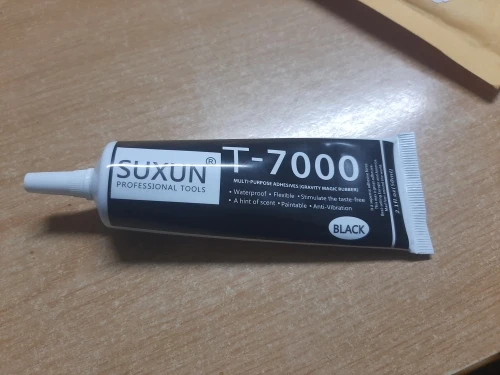 SUXUN®
PROFESSIONAL TOOLS
T-7000
MULTI-PURPOSE ADHESIVES (GRAVITY MAGIC RUBBER)
• Waterproof • Flexible • Stimulate the taste-free
• A hint of scent • Paintable • Anti-Vibration
BLACK